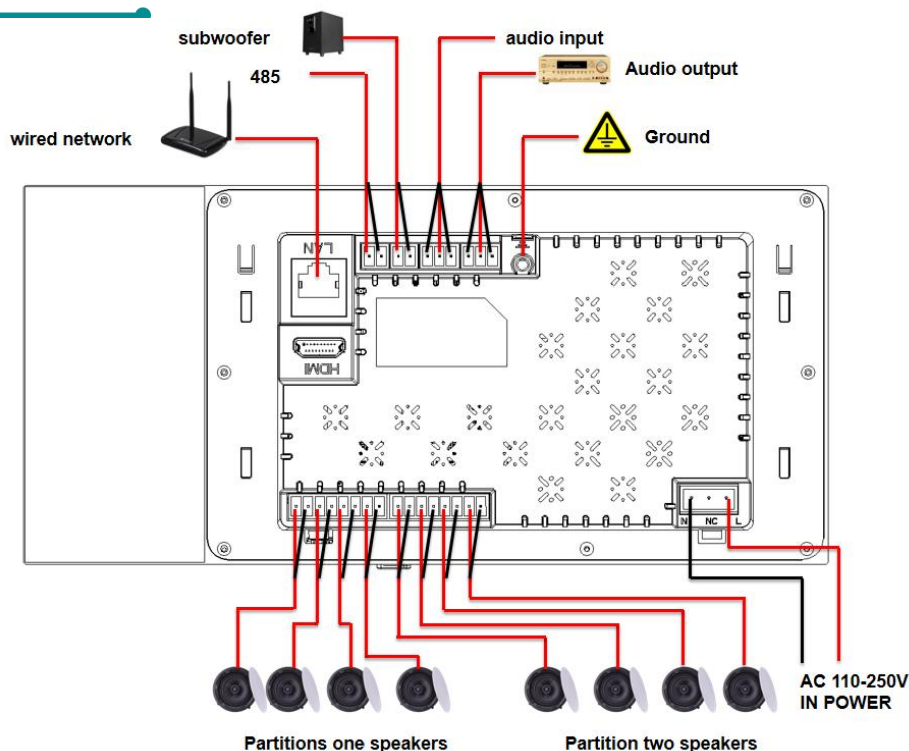 subwoofer
audio input
485
Audio output
wired network
Ground
LAN
HDMI
N NC L
AC 110-250V
IN POWER
Partitions one speakers
Partition two speakers